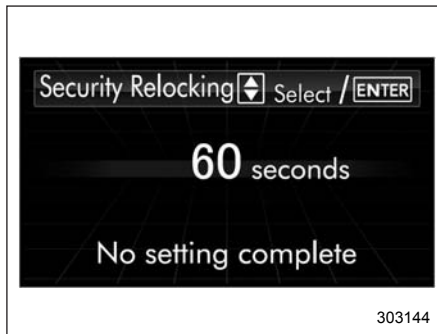 Security Relocking Select / ENTER
60 seconds
No setting complete
303144